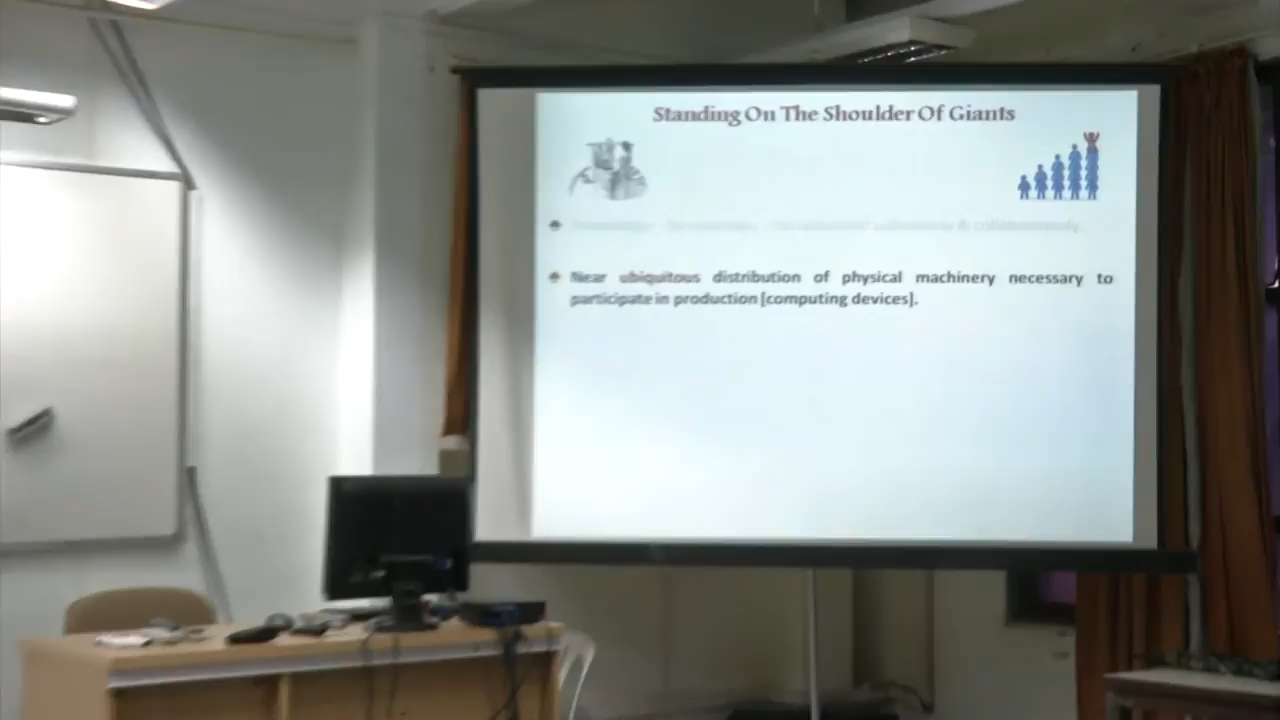 Standing On The Shoulder Of Giants
& collaboratively.
Near ubiquitous distribution of physical machinery necessary to
participate in production [computing devices].